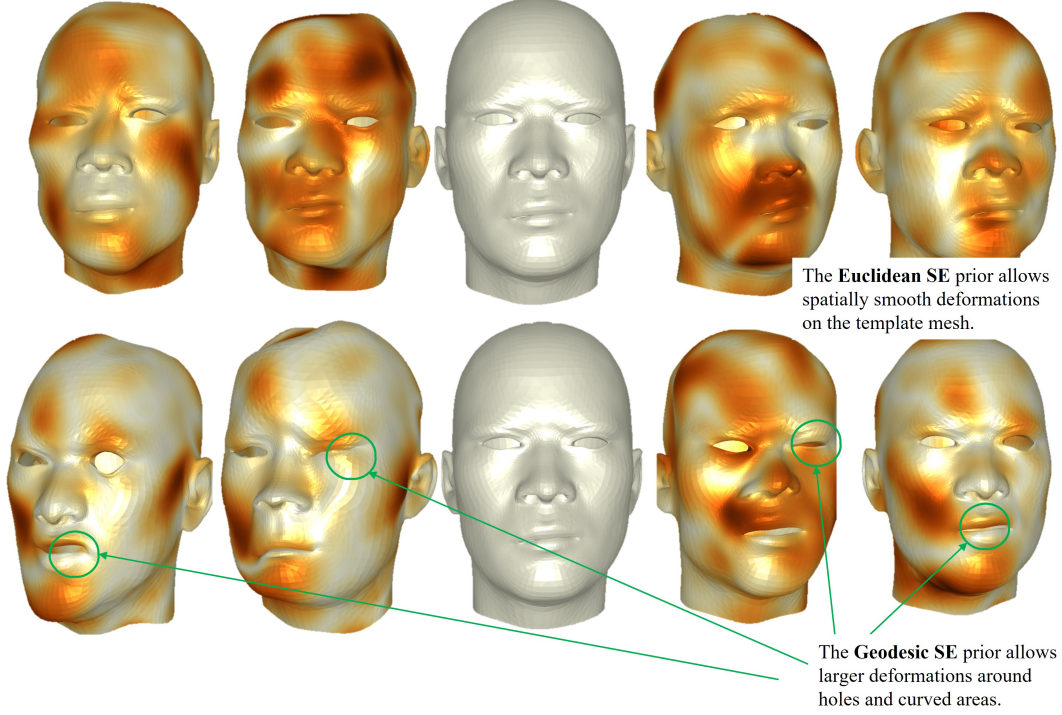 The Euclidean SE prior allows
spatially smooth deformations
on the template mesh.
The Geodesic SE prior allows
larger deformations around
holes and curved areas.